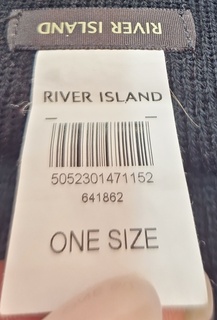 RIVER ISLAND
RIVER ISLAND
5052301471152
641862
ONE SIZE